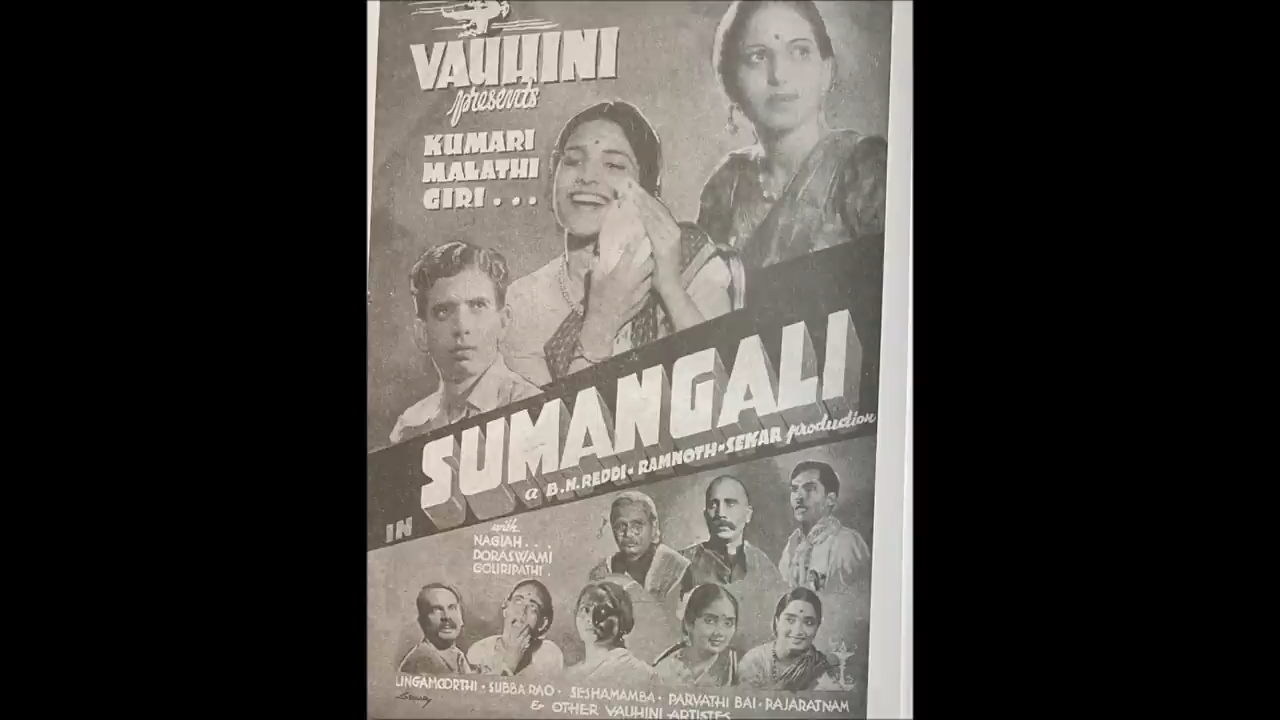 VAUHINI
presents
KUMARI
MALATHI
GIRI...
IN SUMANGALI
a B.N.REDDI·RAMNOTH·SEKAR production
with
NAGIAH...
DORASWAMI
GOURIPATHI.
LINGAMOORTHI · SUBBA RAO · SESHAMAMBA · PARVATHI BAI · RAJARATNAM
& OTHER VAUHINI ARTISTES